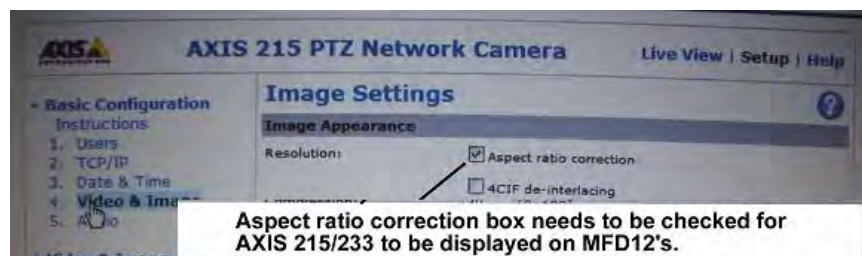 AXIS
AXIS 215 PTZ Network Camera
Live View | Setup | Help
Basic Configuration
Instructions
1. Users
2. TCP/IP
3. Date & Time
4. Video & Image
5. Audio
Image Settings
?
Image Appearance
Resolution:
Aspect ratio correction
4CIF de-interlacing
Aspect ratio correction box needs to be checked for
AXIS 215/233 to be displayed on MFD12's.